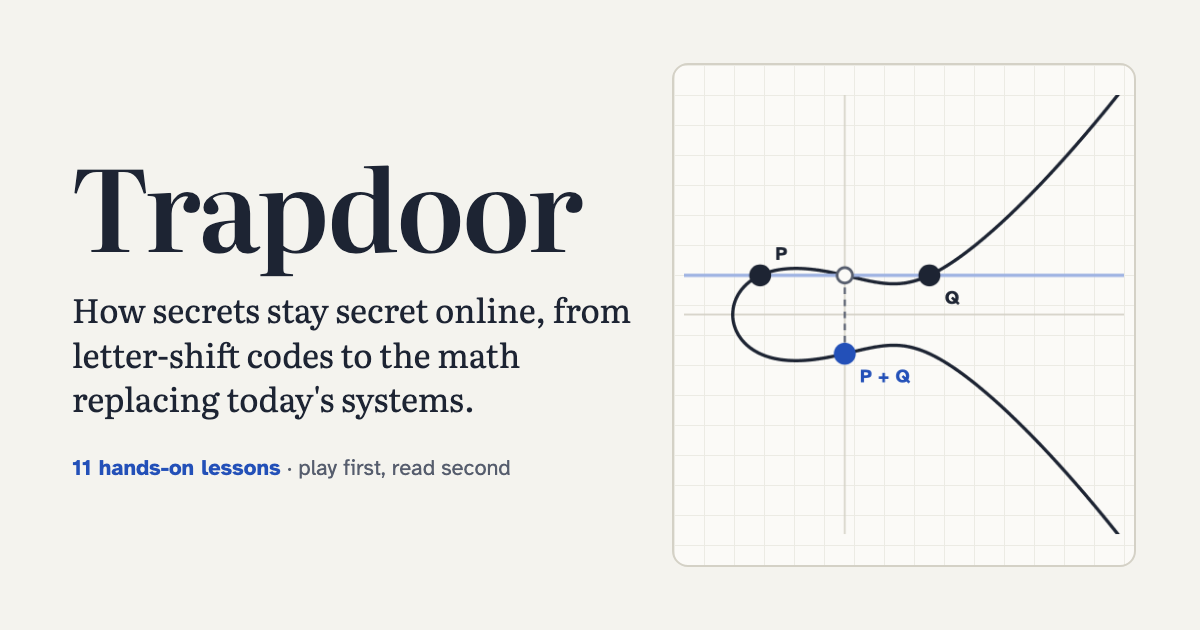 Trapdoor
How secrets stay secret online, from
letter-shift codes to the math
replacing today's systems.
11 hands-on lessons · play first, read second
P
Q
P + Q